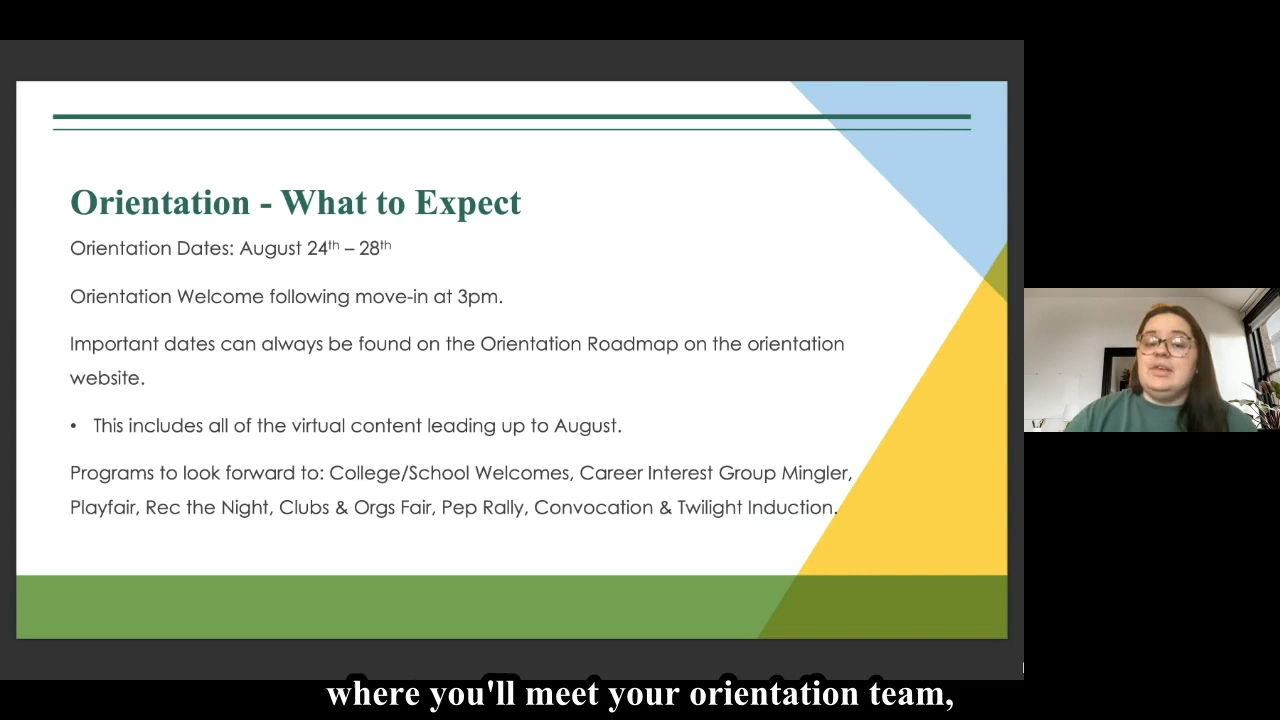 Orientation - What to Expect
Orientation Dates: August 24th – 28th
Orientation Welcome following move-in at 3pm.
Important dates can always be found on the Orientation Roadmap on the orientation
website.
• This includes all of the virtual content leading up to August.
Programs to look forward to: College/School Welcomes, Career Interest Group Mingler,
Playfair, Rec the Night, Clubs & Orgs Fair, Pep Rally, Convocation & Twilight Induction.
where you'll meet your orientation team,